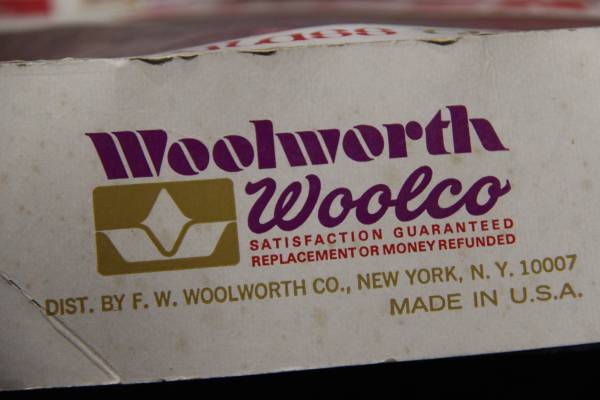 Woolworth
Woolco
SATISFACTION GUARANTEED
REPLACEMENT OR MONEY REFUNDED
DIST. BY F. W. WOOLWORTH CO., NEW YORK, N. Y. 10007
MADE IN U.S.A.